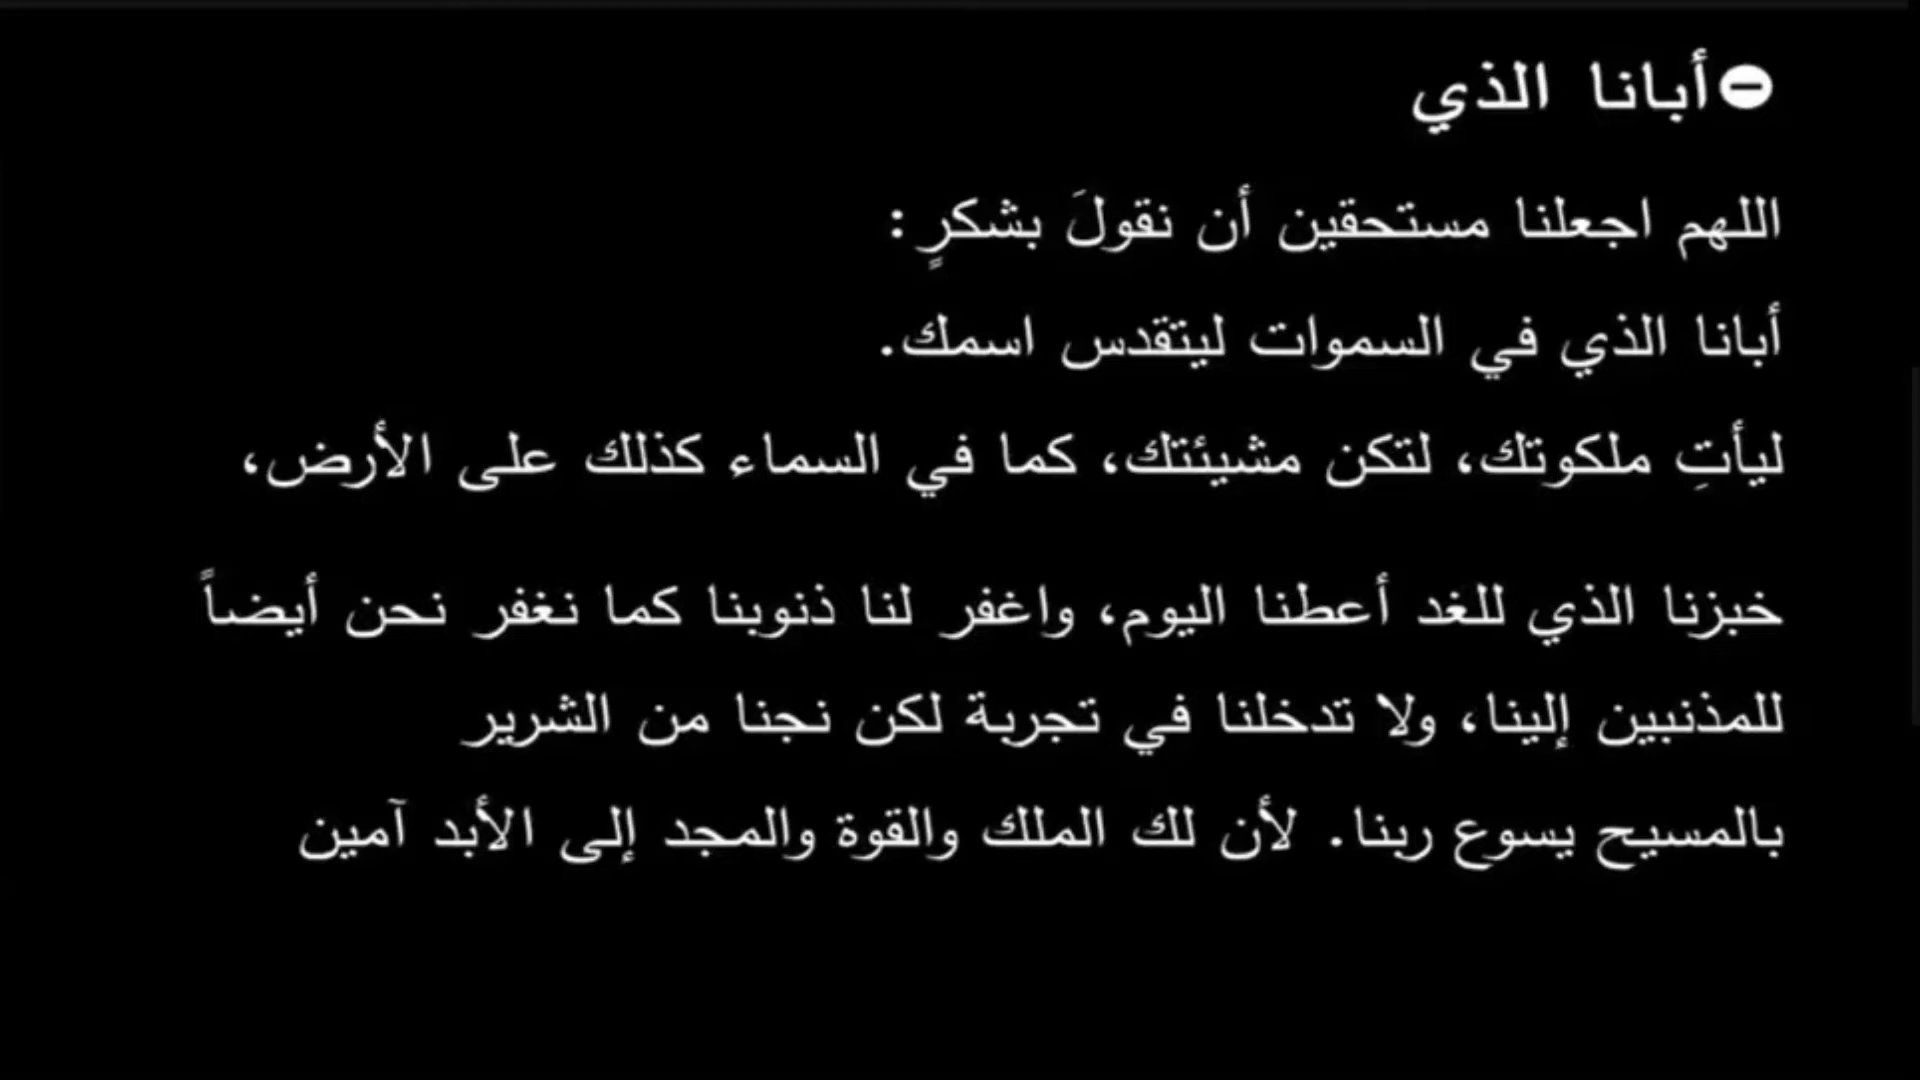 أبانا الذي
اللهم اجعلنا مستحقين أن نقولَ بشكرٍ:
أبانا الذي في السموات ليتقدس اسمك.
ليأتِ ملكوتك، لتكن مشيئتك، كما في السماء كذلك على الأرض،
خبزنا الذي للغد أعطنا اليوم، واغفر لنا ذنوبنا كما نغفر نحن أيضاً
للمذنبين إلينا، ولا تدخلنا في تجربة لكن نجنا من الشرير
بالمسيح يسوع ربنا. لأن لك الملك والقوة والمجد إلى الأبد آمين